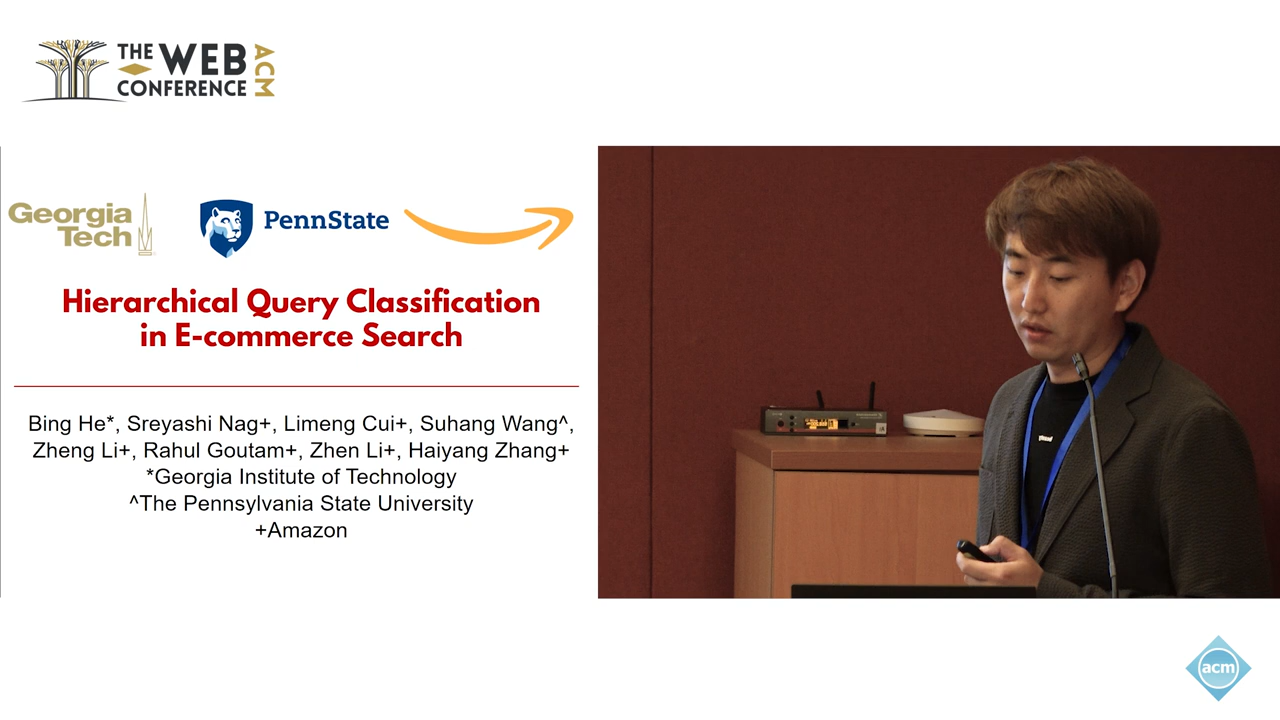 THE WEB
CONFERENCE
ACM
Georgia
Tech
PennState
Hierarchical Query Classification
in E-commerce Search
Bing He*, Sreyashi Nag+, Limeng Cui+, Suhang Wang^,
Zheng Li+, Rahul Goutam+, Zhen Li+, Haiyang Zhang+
*Georgia Institute of Technology
^The Pennsylvania State University
+Amazon
acm